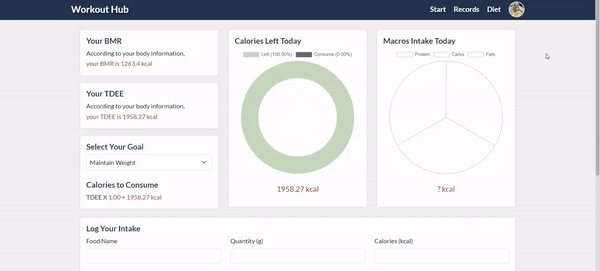 Workout Hub
Start Records Diet
Your BMR
According to your body information,
your BMR is 1263.4 kcal
Your TDEE
According to your body information,
your TDEE is 1958.27 kcal
Select Your Goal
Maintain Weight
Calories to Consume
TDEE X 1.00 = 1958.27 kcal
Calories Left Today
Left (100.00%) Consume (0.00%)
1958.27 kcal
Macros Intake Today
Protein Carbs Fats
? kcal
Log Your Intake
Food Name Quantity (g) Calories (kcal)